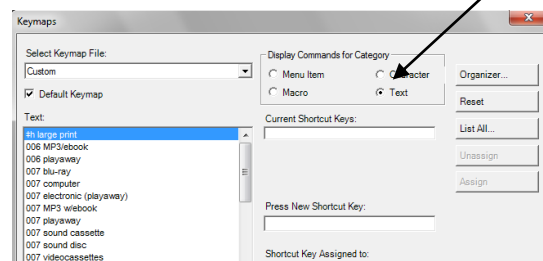 Keymaps
x
Select Keymap File:
Custom
Default Keymap
Text:
#h large print
006 MP3/ebook
006 playaway
007 blu-ray
007 computer
007 electronic (playaway)
007 MP3 w/ebook
007 playaway
007 sound cassette
007 sound disc
007 videocassettes
Display Commands for Category
Menu Item
Character
Macro
Text
Current Shortcut Keys:
Press New Shortcut Key:
Shortcut Key Assigned to:
Organizer...
Reset
List All...
Unassign
Assign